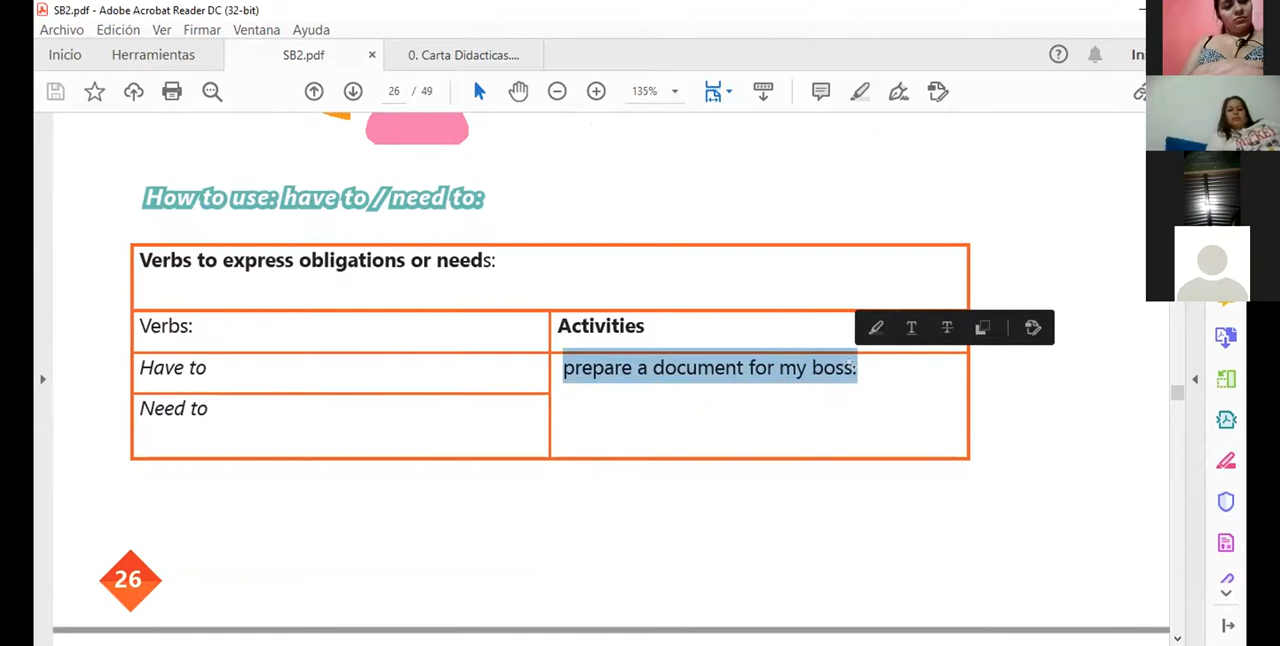 SB2.pdf - Adobe Acrobat Reader DC (32-bit)
Archivo Edición Ver Firmar Ventana Ayuda
Inicio Herramientas SB2.pdf × 0. Carta Didacticas....
26 / 49 135%
How to use: have to / need to:
Verbs to express obligations or needs:
Verbs: Activities
Have to prepare a document for my boss.
Need to
26